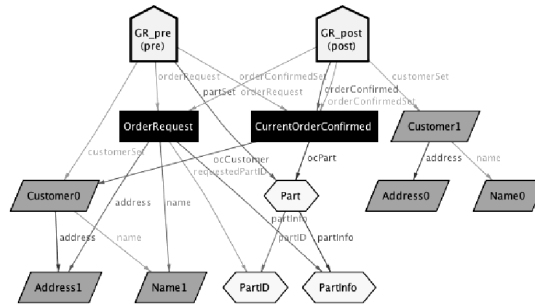 GR_pre
(pre)
GR_post
(post)
orderRequest
orderConfirmedSet
orderConfirmed
customerSet
partSet
orderRequest
orderConfirmedSet
OrderRequest
CurrentOrderConfirmed
Customer1
customerSet
ocCustomer
ocPart
requestedPartID
address
name
Customer0
address
name
Part
Address0
Name0
partInfo
address
name
partID
partInfo
Address1
Name1
PartID
PartInfo